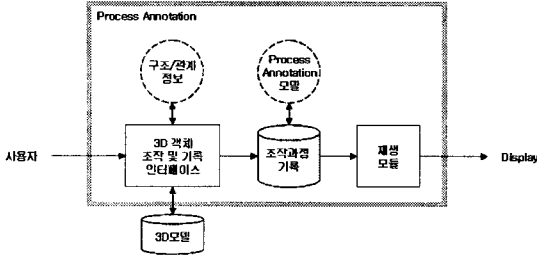 Process Annotation
구조/관계
정보
Process
Annotation
모델
사용자
3D 객체
조작 및 기록
인터페이스
조작과정
기록
재생
모듈
Display
3D모델